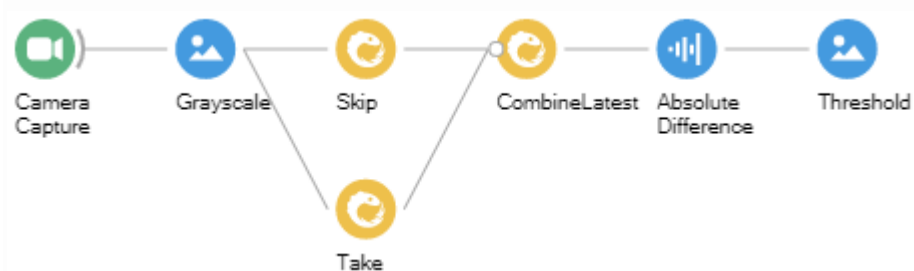 Camera
Capture
Grayscale
Skip
CombineLatest
Absolute
Difference
Threshold
Take